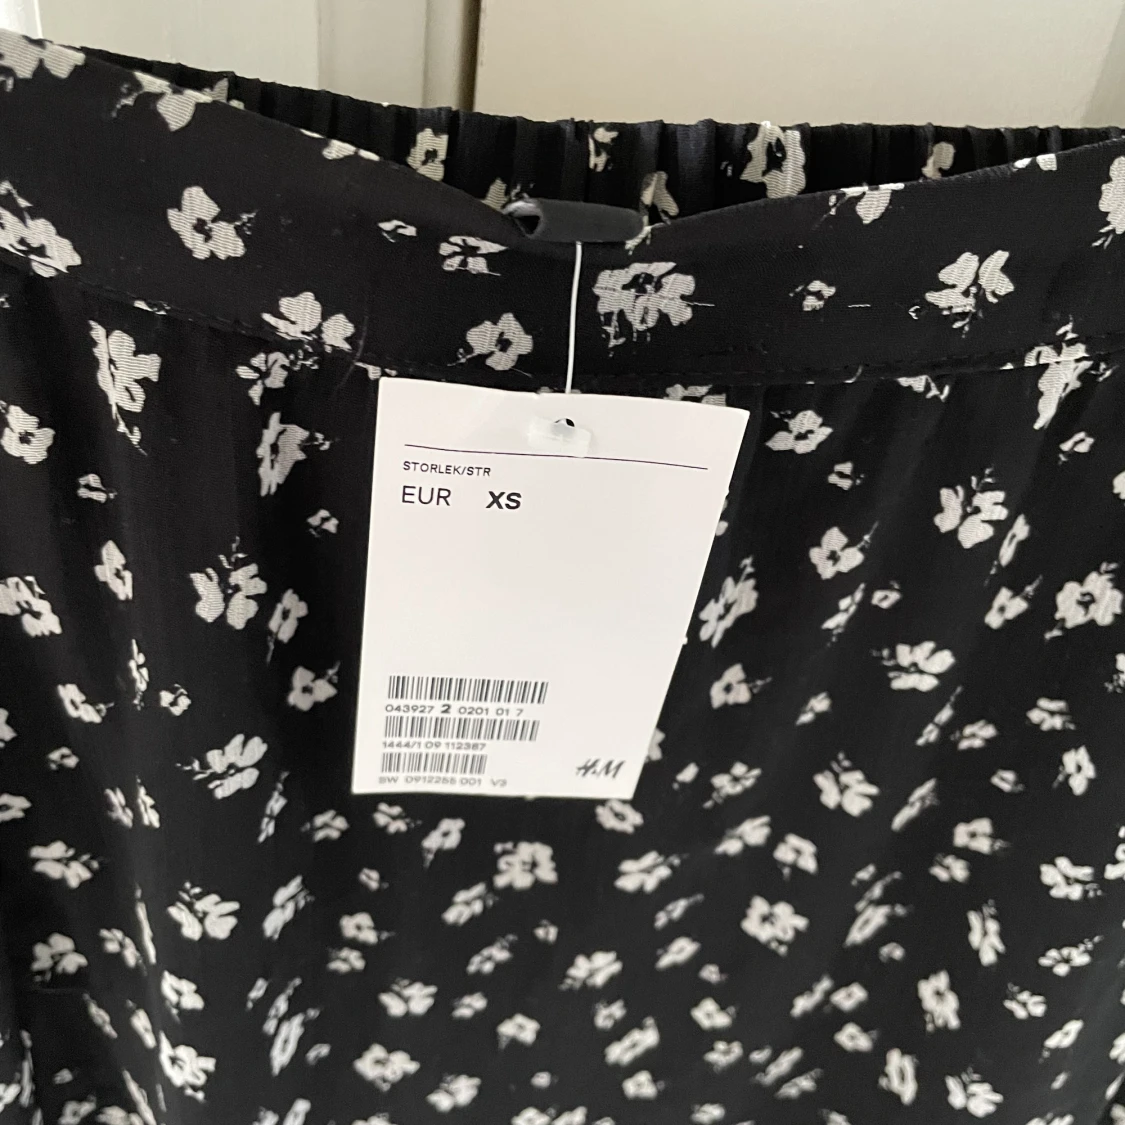 STORLEK/STR
EUR XS
043927 2 0201 01 7
1444/1 09 112387
SW 0912255 001 V3
H&M